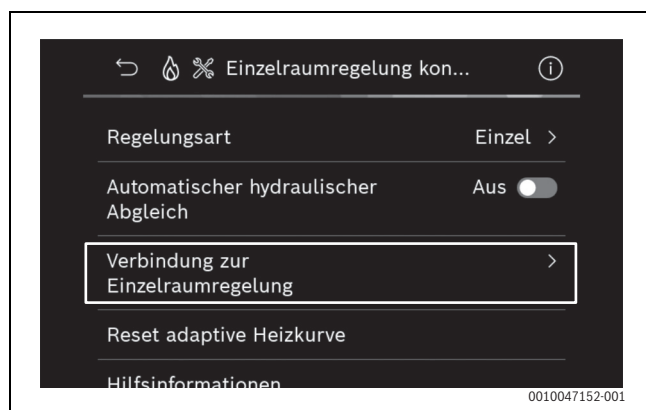 Einzelraumregelung kon...
Regelungsart Einzel >
Automatischer hydraulischer Aus
Abgleich
Verbindung zur >
Einzelraumregelung
Reset adaptive Heizkurve
Hilfsinformationen
0010047152-001